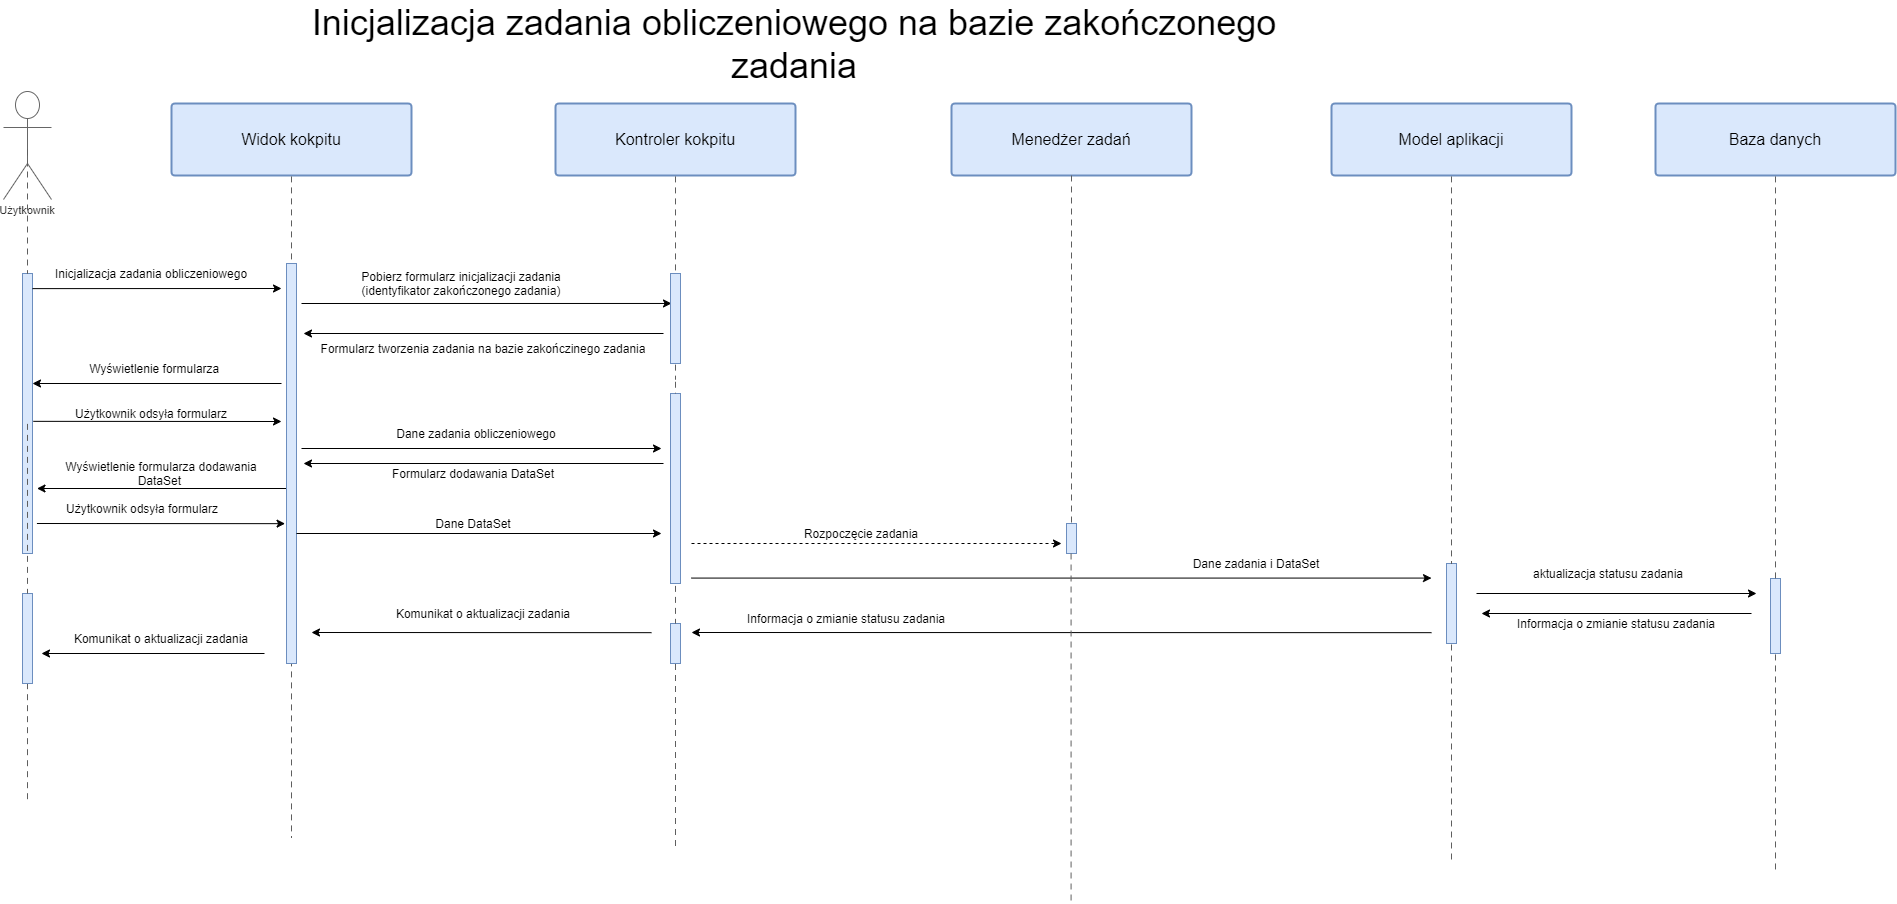 Inicjalizacja zadania obliczeniowego na bazie zakończonego
zadania
Widok kokpitu
Kontroler kokpitu
Menedżer zadań
Model aplikacji
Baza danych
Użytkownik
Inicjalizacja zadania obliczeniowego
Pobierz formularz inicjalizacji zadania
(identyfikator zakończonego zadania)
Formularz tworzenia zadania na bazie zakończinego zadania
Wyświetlenie formularza
Użytkownik odsyła formularz
Dane zadania obliczeniowego
Wyświetlenie formularza dodawania
DataSet
Formularz dodawania DataSet
Użytkownik odsyła formularz
Dane DataSet
Rozpoczęcie zadania
Dane zadania i DataSet
aktualizacja statusu zadania
Komunikat o aktualizacji zadania
Informacja o zmianie statusu zadania
Informacja o zmianie statusu zadania
Komunikat o aktualizacji zadania